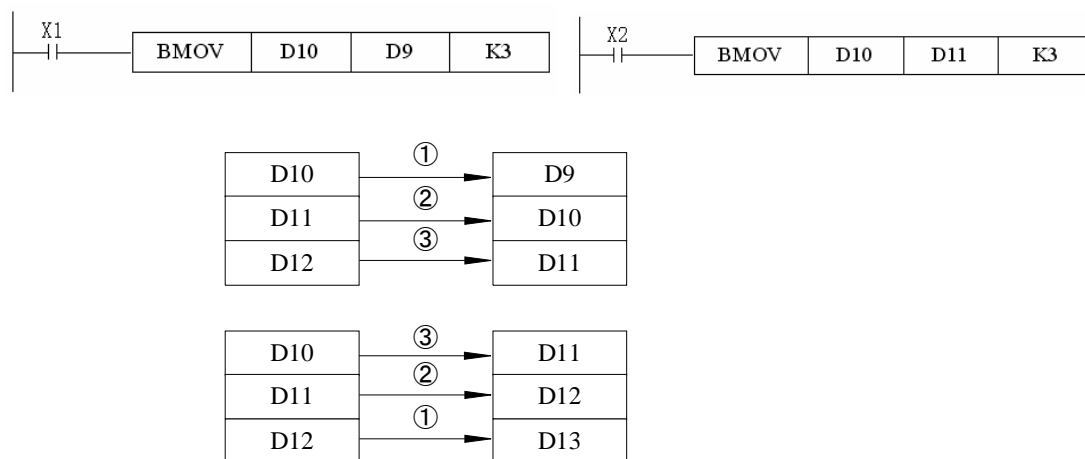 X1
BMOV D10 D9 K3
X2
BMOV D10 D11 K3
①
D10 D9
②
D11 D10
③
D12 D11
③
D10 D11
②
D11 D12
①
D12 D13